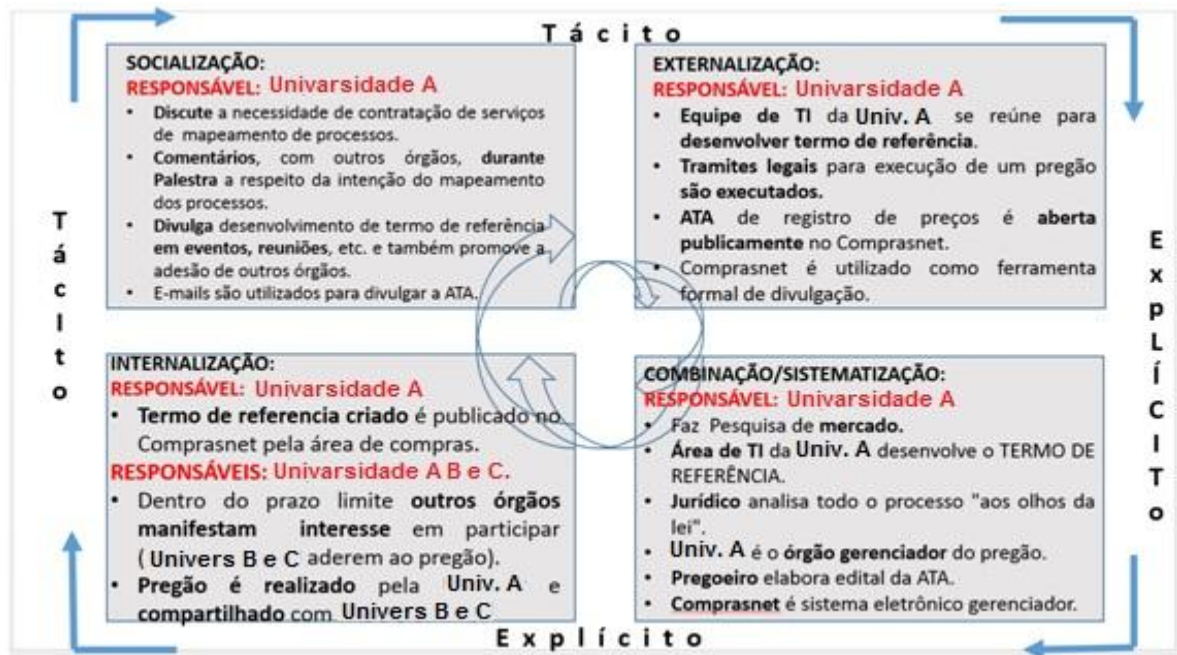 Tácito
SOCIALIZAÇÃO:
RESPONSÁVEL: Univarsidade A
• Discute a necessidade de contratação de serviços
de mapeamento de processos.
• Comentários, com outros órgãos, durante
Palestra a respeito da intenção do mapeamento
dos processos.
• Divulga desenvolvimento de termo de referência
em eventos, reuniões, etc. e também promove a
adesão de outros órgãos.
• E-mails são utilizados para divulgar a ATA.
EXTERNALIZAÇÃO:
RESPONSÁVEL: Univarsidade A
• Equipe de TI da Univ. A se reúne para
desenvolver termo de referência.
• Tramites legais para execução de um pregão
são executados.
• ATA de registro de preços é aberta
publicamente no Comprasnet.
• Comprasnet é utilizado como ferramenta
formal de divulgação.
TácIto
ExpLÍCITo
INTERNALIZAÇÃO:
RESPONSÁVEL: Univarsidade A
• Termo de referencia criado é publicado no
Comprasnet pela área de compras.
RESPONSÁVEIS: Univarsidade A B e C.
• Dentro do prazo limite outros órgãos
manifestam interesse em participar
( Univers B e C aderem ao pregão).
• Pregão é realizado pela Univ. A e
compartilhado com Univers B e C
COMBINAÇÃO/SISTEMATIZAÇÃO:
RESPONSÁVEL: Univarsidade A
• Faz Pesquisa de mercado.
• Área de TI da Univ. A desenvolve o TERMO DE
REFERÊNCIA.
• Jurídico analisa todo o processo "aos olhos da
lei".
• Univ. A é o órgão gerenciador do pregão.
• Pregoeiro elabora edital da ATA.
• Comprasnet é sistema eletrônico gerenciador.
Explícito